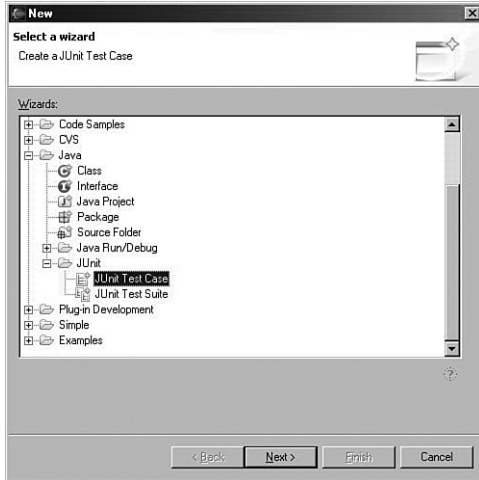 New
Select a wizard
Create a JUnit Test Case
Wizards:
Code Samples
CVS
Java
Class
Interface
Java Project
Package
Source Folder
Java Run/Debug
JUnit
JUnit Test Case
JUnit Test Suite
Plug-in Development
Simple
Examples
< Back Next > Finish Cancel